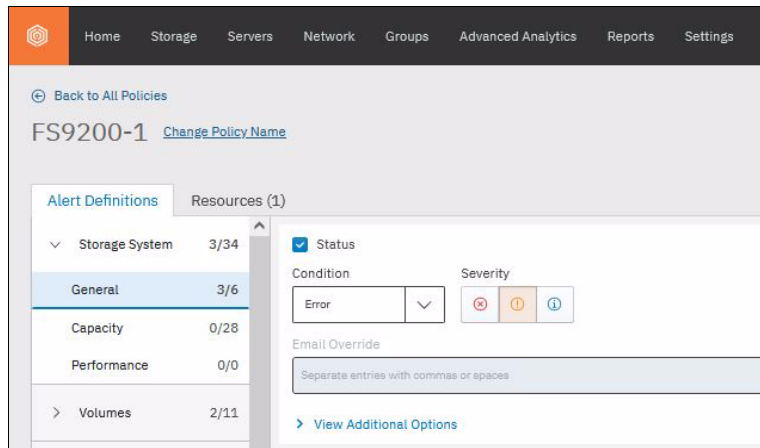 Home Storage Servers Network Groups Advanced Analytics Reports Settings
Back to All Policies
FS9200-1 Change Policy Name
Alert Definitions Resources (1)
Storage System 3/34
General 3/6
Capacity 0/28
Performance 0/0
Volumes 2/11
Status
Condition Severity
Error
Email Override
Separate entries with commas or spaces
View Additional Options